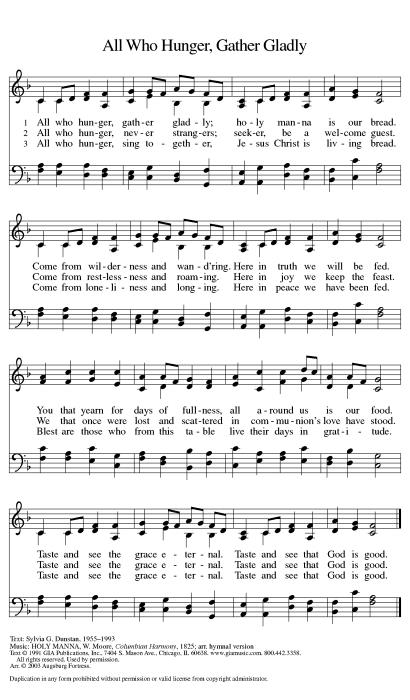 All Who Hunger, Gather Gladly
1 All who hun-ger, gath-er glad-ly; ho-ly man-na is our bread.
2 All who hun-ger, nev-er strang-ers; seek-er, be a wel-come guest.
3 All who hun-ger, sing to-geth-er, Je-sus Christ is liv-ing bread.
Come from wil-der-ness and wan-d'ring. Here in truth we will be fed.
Come from rest-less-ness and roam-ing. Here in joy we keep the feast.
Come from lone-li-ness and long-ing. Here in peace we have been fed.
You that yearn for days of full-ness, all a-round us is our food.
We that once were lost and scat-tered in com-mu-nion's love have stood.
Blest are those who from this ta-ble live their days in grat-i-tude.
Taste and see the grace e-ter-nal. Taste and see that God is good.
Taste and see the grace e-ter-nal. Taste and see that God is good.
Taste and see the grace e-ter-nal. Taste and see that God is good.
Text: Sylvia G. Dunstan, 1955–1993
Music: HOLY MANNA, W. Moore, Columbian Harmony, 1825; arr. hymnal version
Text © 1991 GIA Publications, Inc., 7404 S. Mason Ave., Chicago, IL 60638. www.giamusic.com. 800.442.3358.
All rights reserved. Used by permission.
Arr. © 2003 Augsburg Fortress.
Duplication in any form prohibited without permission or valid license from copyright administrator.